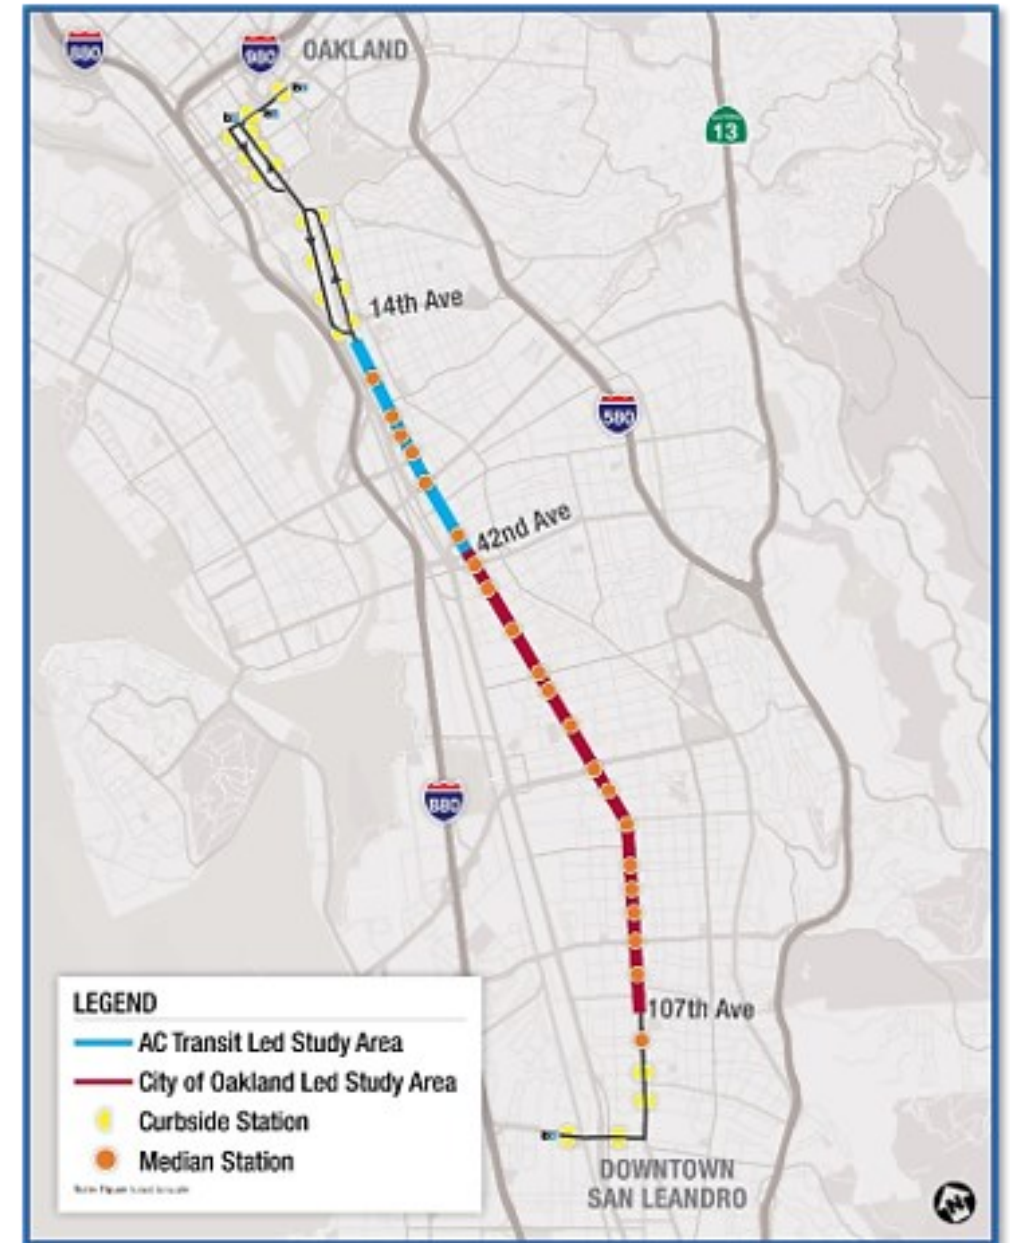 880
980
OAKLAND
13
14th Ave
580
42nd Ave
880
107th Ave
LEGEND
AC Transit Led Study Area
City of Oakland Led Study Area
Curbside Station
Median Station
DOWNTOWN
SAN LEANDRO
N